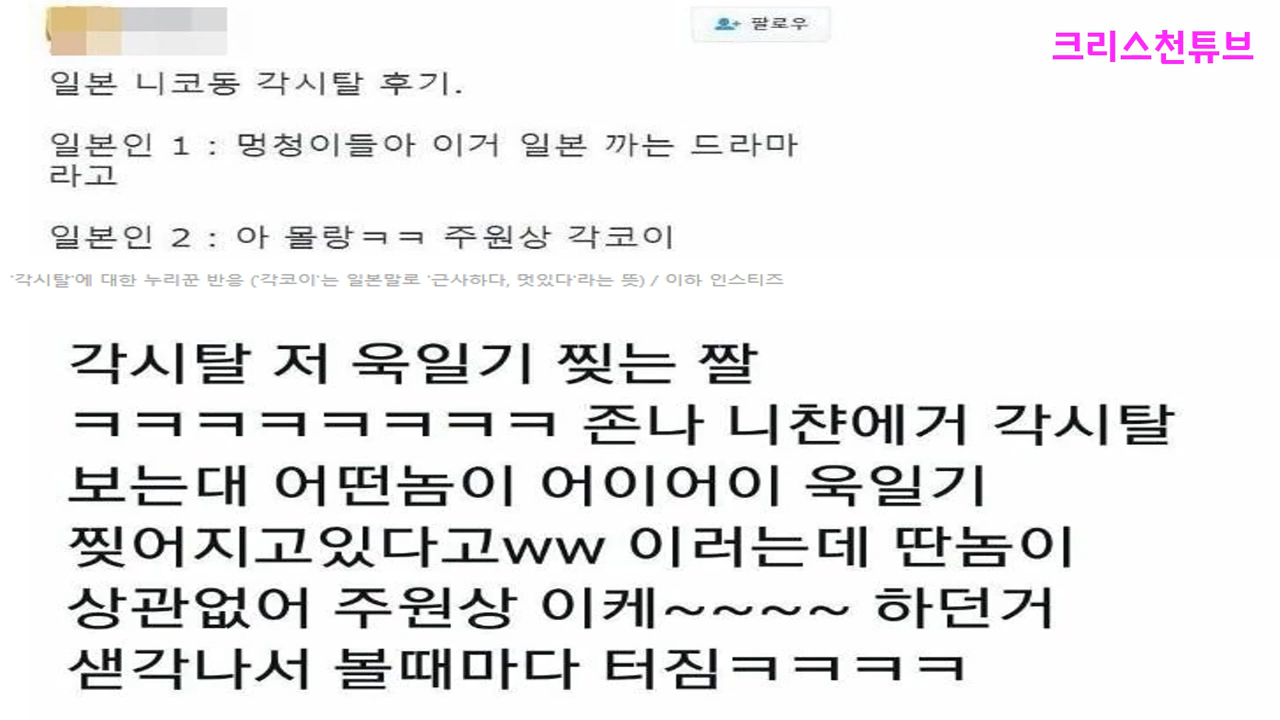 팔로우
크리스천튜브
일본 니코동 각시탈 후기.
일본인 1 : 멍청이들아 이거 일본 까는 드라마
라고
일본인 2 : 아 몰랑ㅋㅋ 주원상 각코이
'각시탈'에 대한 누리꾼 반응 ('각코이'는 일본말로 '근사하다, 멋있다'라는 뜻) / 이하 인스티즈
각시탈 저 욱일기 찢는 짤
ㅋㅋㅋㅋㅋㅋㅋㅋ 존나 니챤에거 각시탈
보는대 어떤놈이 어이어이 욱일기
찢어지고있다고ww 이러는데 딴놈이
상관없어 주원상 이케~~~~ 하던거
샌각나서 볼때마다 터짐ㅋㅋㅋㅋ